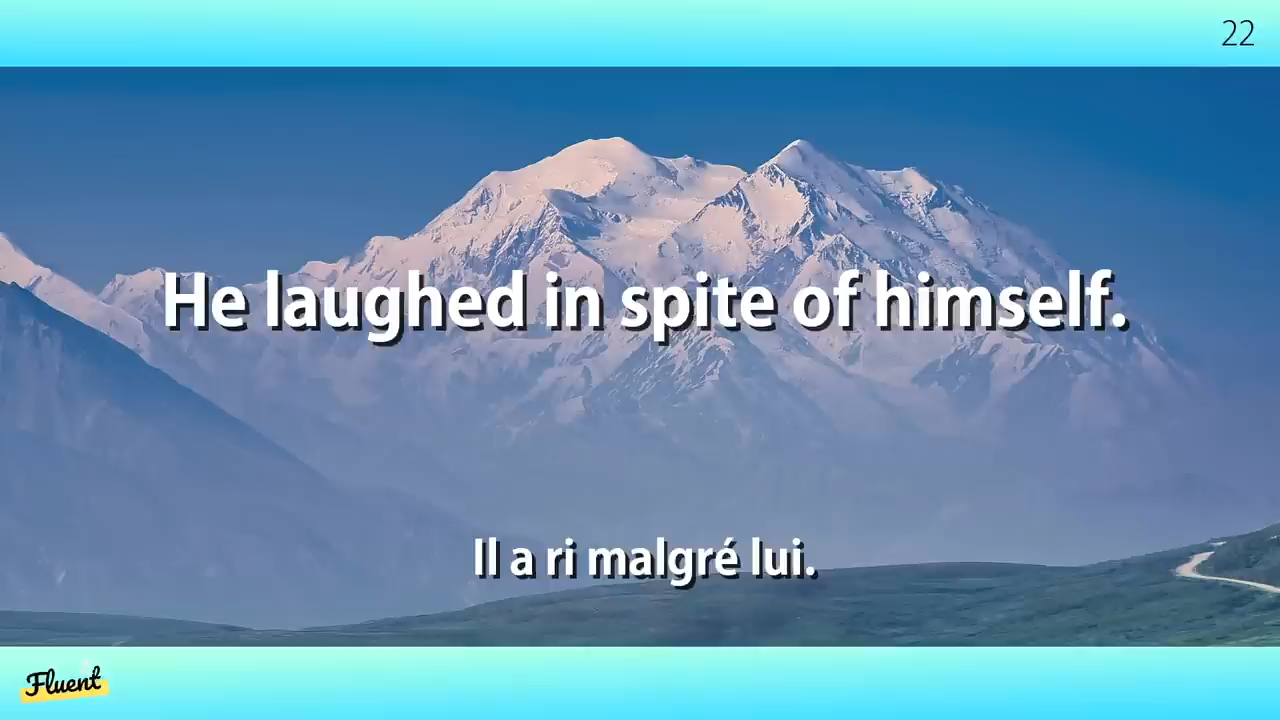 22
He laughed in spite of himself.
Il a ri malgré lui.
Fluent